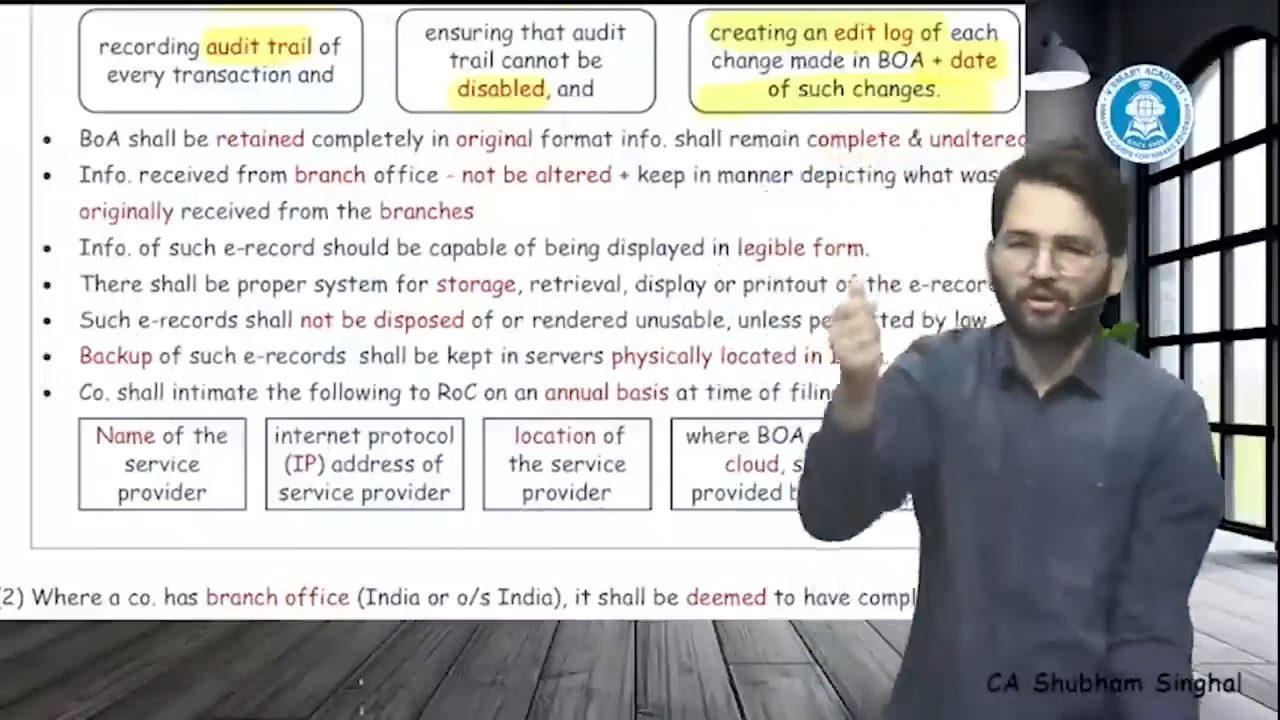 recording audit trail of
every transaction and
ensuring that audit
trail cannot be
disabled, and
creating an edit log of each
change made in BOA + date
of such changes.
• BoA shall be retained completely in original format info. shall remain complete & unaltered
• Info. received from branch office - not be altered + keep in manner depicting what was
originally received from the branches
• Info. of such e-record should be capable of being displayed in legible form.
• There shall be proper system for storage, retrieval, display or printout of the e-recor
• Such e-records shall not be disposed of or rendered unusable, unless pe ted by law
• Backup of such e-records shall be kept in servers physically located in
• Co. shall intimate the following to RoC on an annual basis at time of filin
Name of the
service
provider
internet protocol
(IP) address of
service provider
location of
the service
provider
where BOA
cloud, s
provided b
2) Where a co. has branch office (India or o/s India), it shall be deemed to have compl
V'SMART ACADEMY
CA Shubham Singhal